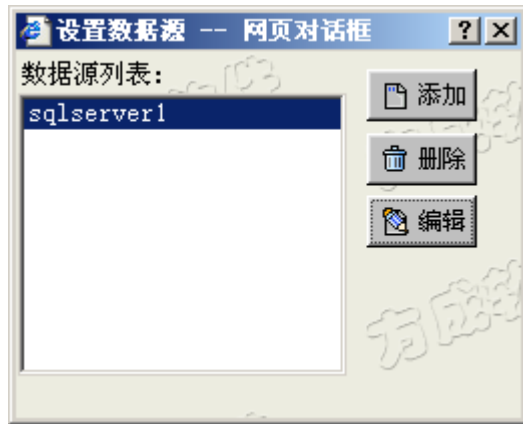 设置数据源 -- 网页对话框
数据源列表：
sqlserver1
添加
删除
编辑